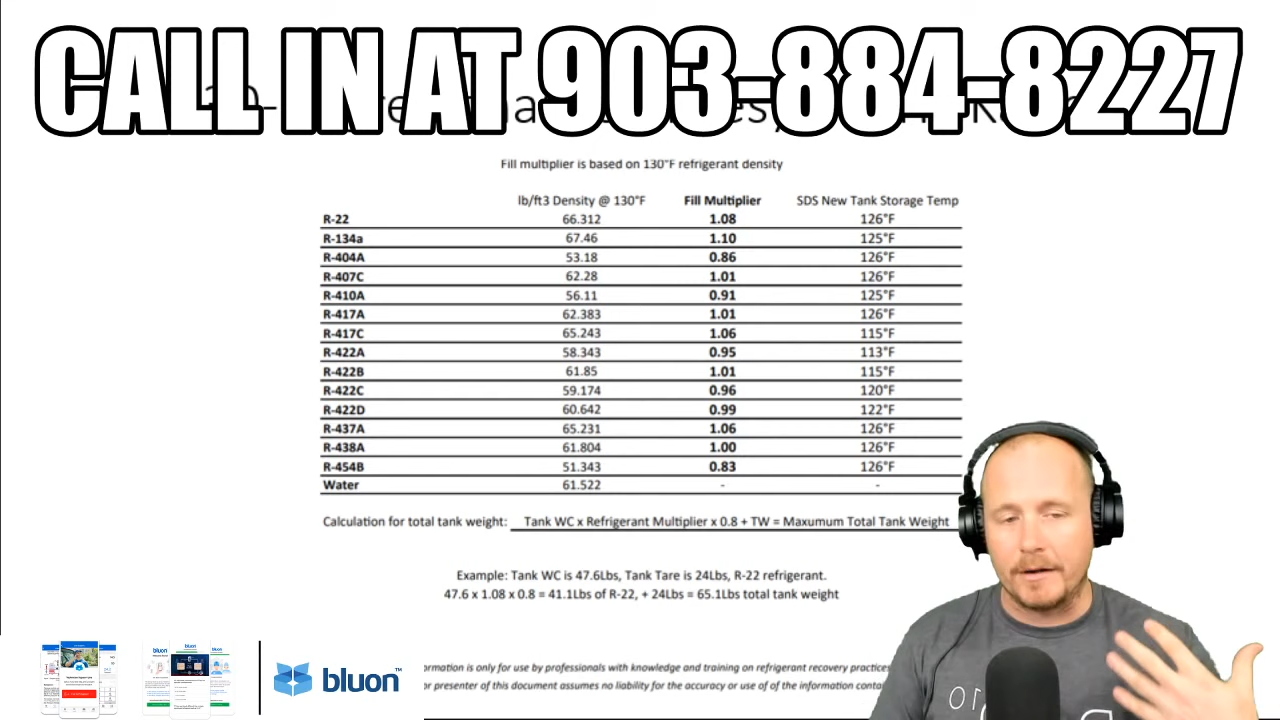 CALL IN AT 903-884-8227
Fill multiplier is based on 130°F refrigerant density
lb/ft3 Density @ 130°F Fill Multiplier SDS New Tank Storage Temp
R-22 66.312 1.08 126°F
R-134a 67.46 1.10 125°F
R-404A 53.18 0.86 126°F
R-407C 62.28 1.01 126°F
R-410A 56.11 0.91 125°F
R-417A 62.383 1.01 126°F
R-417C 65.243 1.06 115°F
R-422A 58.343 0.95 113°F
R-422B 61.85 1.01 115°F
R-422C 59.174 0.96 120°F
R-422D 60.642 0.99 122°F
R-437A 65.231 1.06 126°F
R-438A 61.804 1.00 126°F
R-454B 51.343 0.83 126°F
Water 61.522 - -
Calculation for total tank weight: Tank WC x Refrigerant Multiplier x 0.8 + TW = Maxumum Total Tank Weight
Example: Tank WC is 47.6Lbs, Tank Tare is 24Lbs, R-22 refrigerant.
47.6 x 1.08 x 0.8 = 41.1Lbs of R-22, + 24Lbs = 65.1Lbs total tank weight
is only for use by professionals with knowledge and training on refrigerant recovery practices
presenter of this document assumes no liability for the accuracy or use of of the information
bluon
bluon
bluon
bluon™